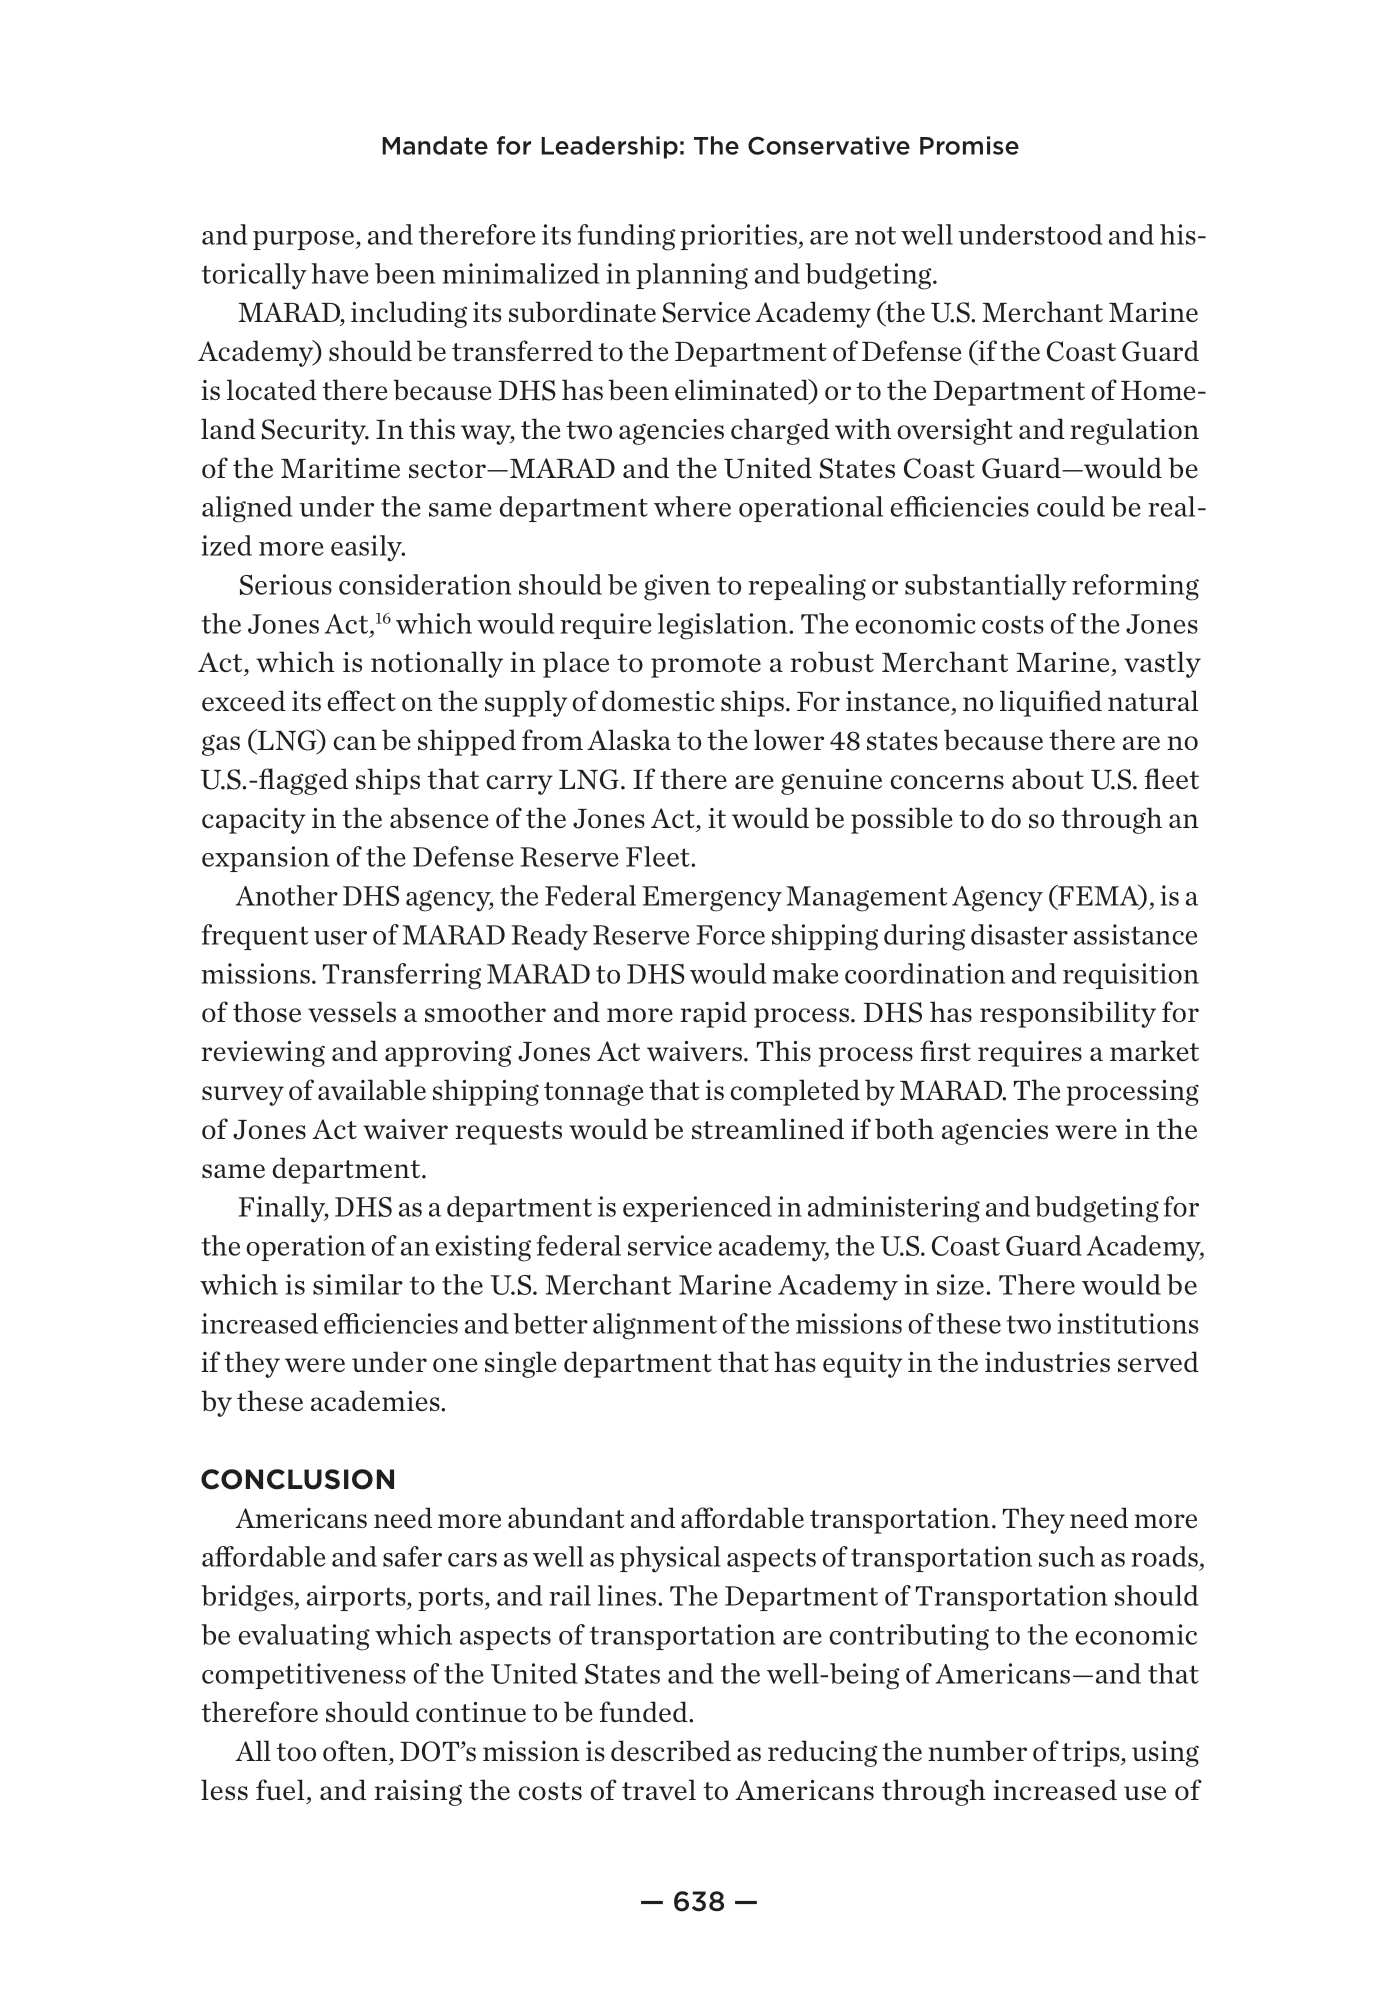 Mandate for Leadership: The Conservative Promise
and purpose, and therefore its funding priorities, are not well understood and his-
torically have been minimalized in planning and budgeting.
MARAD, including its subordinate Service Academy (the U.S. Merchant Marine
Academy) should be transferred to the Department of Defense (if the Coast Guard
is located there because DHS has been eliminated) or to the Department of Home-
land Security. In this way, the two agencies charged with oversight and regulation
of the Maritime sector—MARAD and the United States Coast Guard—would be
aligned under the same department where operational efficiencies could be real-
ized more easily.
Serious consideration should be given to repealing or substantially reforming
the Jones Act,16 which would require legislation. The economic costs of the Jones
Act, which is notionally in place to promote a robust Merchant Marine, vastly
exceed its effect on the supply of domestic ships. For instance, no liquified natural
gas (LNG) can be shipped from Alaska to the lower 48 states because there are no
U.S.-flagged ships that carry LNG. If there are genuine concerns about U.S. fleet
capacity in the absence of the Jones Act, it would be possible to do so through an
expansion of the Defense Reserve Fleet.
Another DHS agency, the Federal Emergency Management Agency (FEMA), is a
frequent user of MARAD Ready Reserve Force shipping during disaster assistance
missions. Transferring MARAD to DHS would make coordination and requisition
of those vessels a smoother and more rapid process. DHS has responsibility for
reviewing and approving Jones Act waivers. This process first requires a market
survey of available shipping tonnage that is completed by MARAD. The processing
of Jones Act waiver requests would be streamlined if both agencies were in the
same department.
Finally, DHS as a department is experienced in administering and budgeting for
the operation of an existing federal service academy, the U.S. Coast Guard Academy,
which is similar to the U.S. Merchant Marine Academy in size. There would be
increased efficiencies and better alignment of the missions of these two institutions
if they were under one single department that has equity in the industries served
by these academies.
CONCLUSION
Americans need more abundant and affordable transportation. They need more
affordable and safer cars as well as physical aspects of transportation such as roads,
bridges, airports, ports, and rail lines. The Department of Transportation should
be evaluating which aspects of transportation are contributing to the economic
competitiveness of the United States and the well-being of Americans—and that
therefore should continue to be funded.
All too often, DOT’s mission is described as reducing the number of trips, using
less fuel, and raising the costs of travel to Americans through increased use of
— 638 —